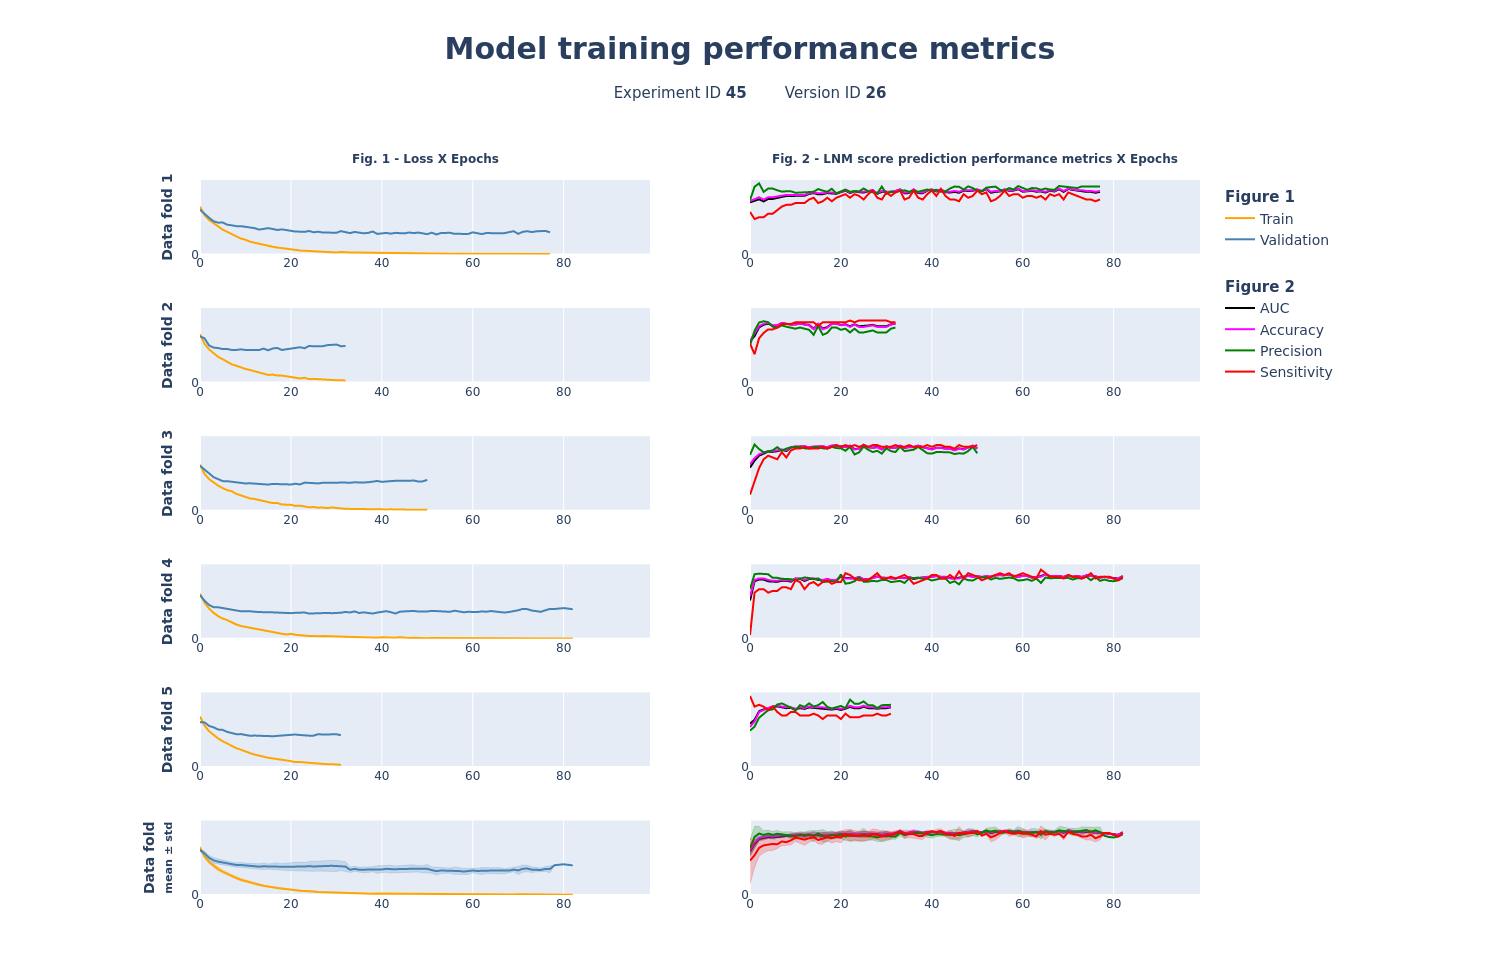 Model training performance metrics
Experiment ID 45 Version ID 26
Fig. 1 - Loss X Epochs
Fig. 2 - LNM score prediction performance metrics X Epochs
Data fold 1
0
0 20 40 60 80
0
0 20 40 60 80
Figure 1
Train
Validation
Figure 2
AUC
Accuracy
Precision
Sensitivity
Data fold 2
0
0 20 40 60 80
0
0 20 40 60 80
Data fold 3
0
0 20 40 60 80
0
0 20 40 60 80
Data fold 4
0
0 20 40 60 80
0
0 20 40 60 80
Data fold 5
0
0 20 40 60 80
0
0 20 40 60 80
Data fold
mean ± std
0
0 20 40 60 80
0
0 20 40 60 80